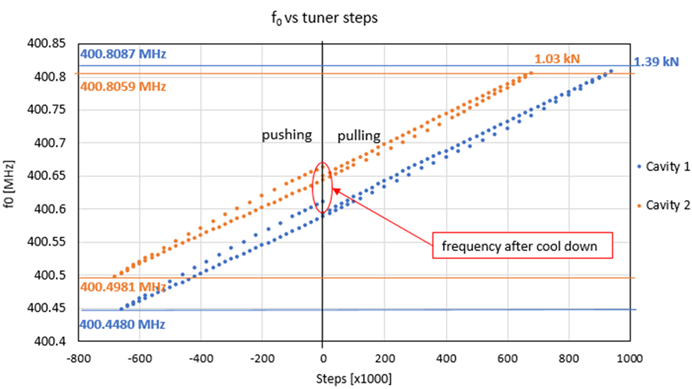 f0 vs tuner steps
400.85
400.8
400.75
400.7
400.65
400.6
400.55
400.5
400.45
400.4
f0 [MHz]
400.8087 MHz
400.8059 MHz
1.03 kN
1.39 kN
pushing
pulling
Cavity 1
Cavity 2
frequency after cool down
400.4981 MHz
400.4480 MHz
-800 -600 -400 -200 0 200 400 600 800 1000
Steps [x1000]